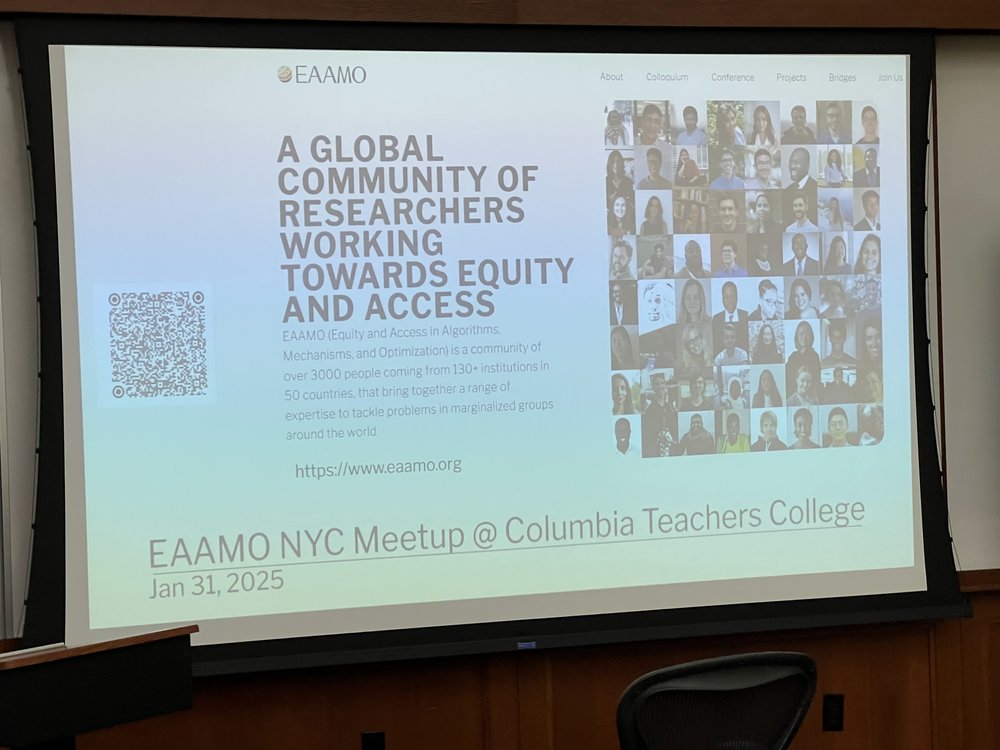 EAAMO
About Colloquium Conference Projects Bridges Join Us
A GLOBAL
COMMUNITY OF
RESEARCHERS
WORKING
TOWARDS EQUITY
AND ACCESS
EAAMO (Equity and Access in Algorithms,
Mechanisms, and Optimization) is a community of
over 3000 people coming from 130+ institutions in
50 countries, that bring together a range of
expertise to tackle problems in marginalized groups
around the world.
https://www.eaamo.org
EAAMO NYC Meetup @ Columbia Teachers College
Jan 31, 2025